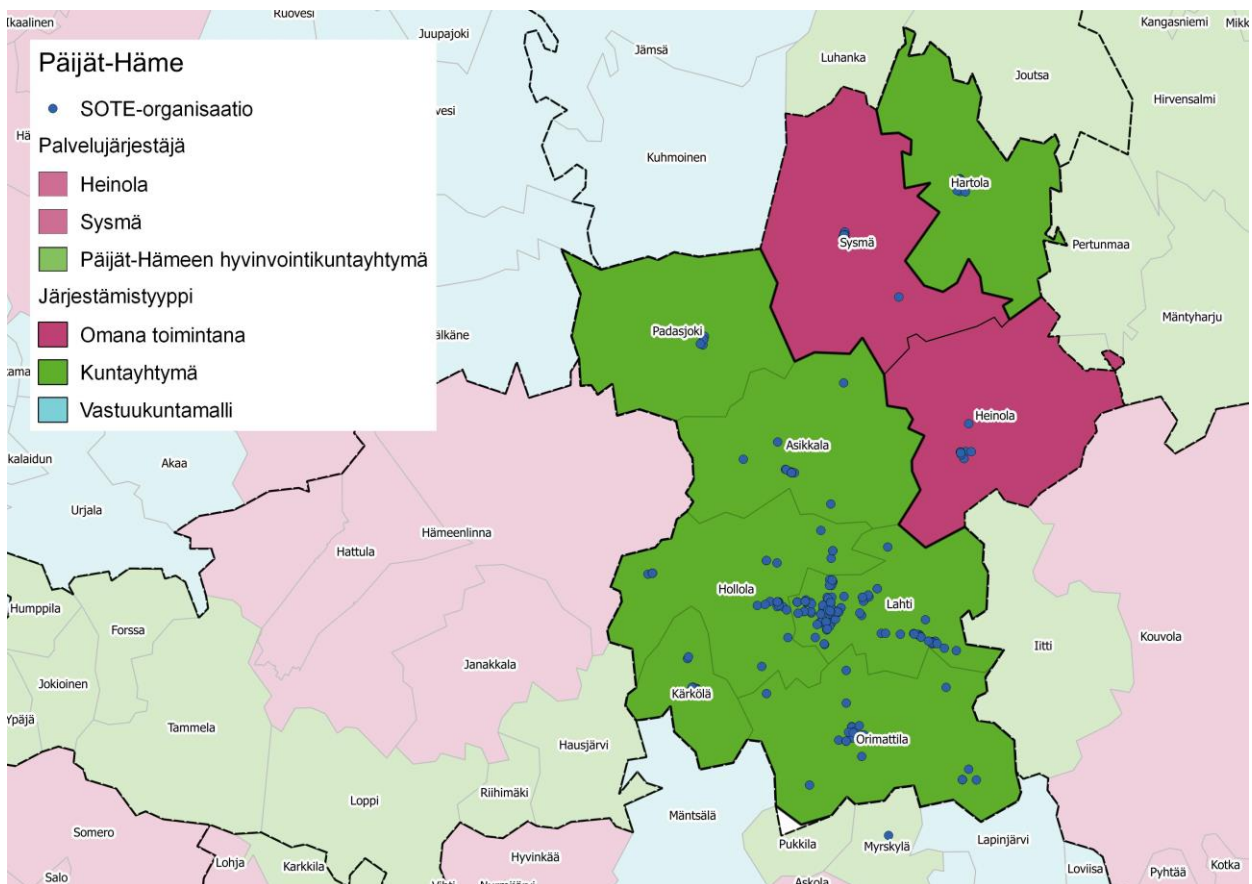 Päijät-Häme
SOTE-organisaatio
Palvelujärjestäjä
Heinola
Sysmä
Päijät-Hämeen hyvinvointikuntayhtymä
Järjestämistyyppi
Omana toimintana
Kuntayhtymä
Vastuukuntamalli
Ikaalinen
Ruovesi
Juupajoki
Jämsä
Luhanka
Kangasniemi
Joutsa
Hirvensalmi
Kuhmoinen
Hartola
Sysmä
Pertunmaa
Mäntyharju
Padasjoki
Heinola
Asikkala
Akaa
Urjala
Hämeenlinna
Hattula
Hollola
Lahti
Iitti
Kouvola
Humppila
Forssa
Jokioinen
Ypäjä
Tammela
Janakkala
Kärkölä
Orimattila
Hausjärvi
Riihimäki
Loppi
Mäntsälä
Pukkila
Myrskylä
Lapinjärvi
Somero
Lohja
Karkkila
Hyvinkää
Salo
Askola
Loviisa
Pyhtää
Kotka